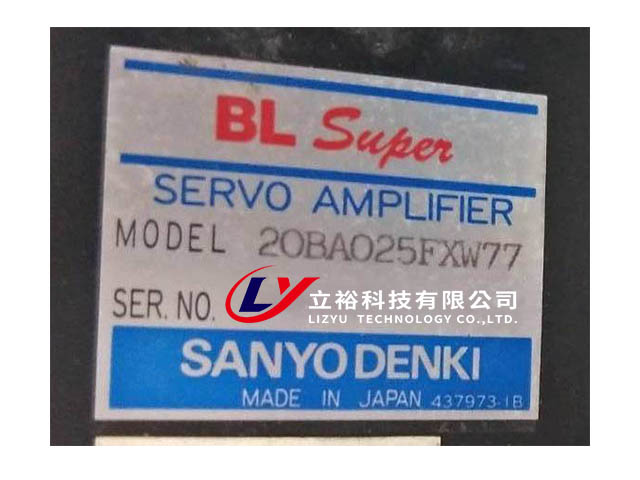 BL Super
SERVO AMPLIFIER
MODEL 20BA025FXW77
SER. NO.
LY 立裕科技有限公司
LIZYU TECHNOLOGY CO.,LTD.
SANYO DENKI
MADE IN JAPAN 437973-1B